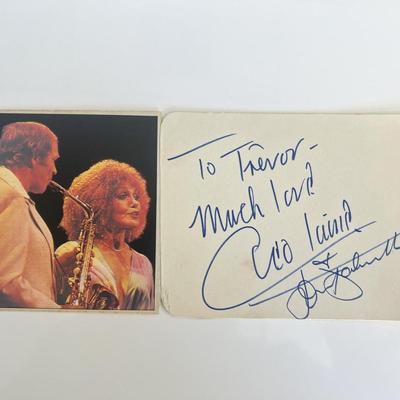 To Trevor-
Much love
Cleo Laine
+